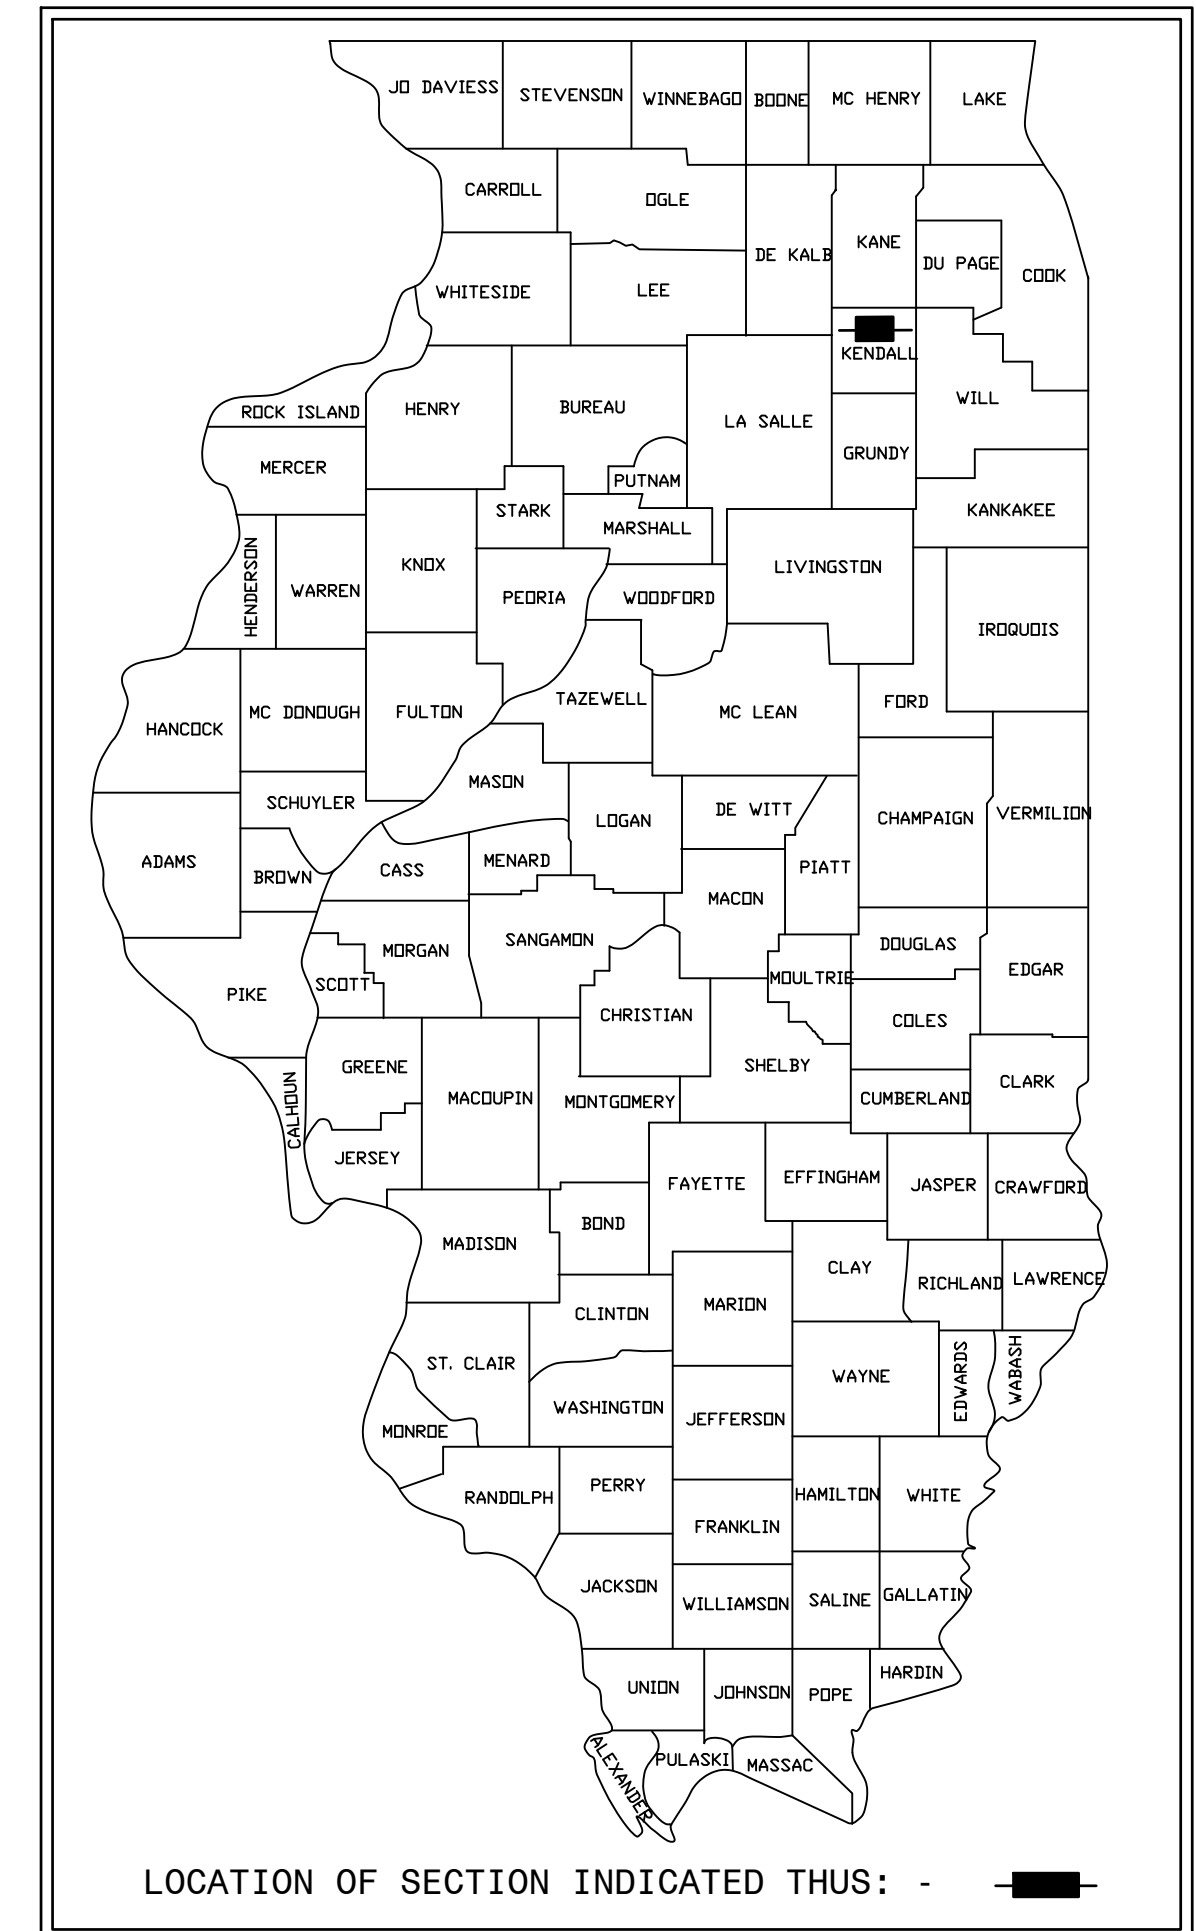 JO DAVIESS
STEVENSON
WINNEBAGO
BOONE
MC HENRY
LAKE
CARROLL
OGLE
DE KALB
KANE
DU PAGE
COOK
WHITESIDE
LEE
KENDALL
ROCK ISLAND
HENRY
BUREAU
LA SALLE
WILL
MERCER
PUTNAM
GRUNDY
STARK
MARSHALL
KANKAKEE
HENDERSON
WARREN
KNOX
PEORIA
WOODFORD
LIVINGSTON
IROQUOIS
HANCOCK
MC DONOUGH
FULTON
TAZEWELL
MC LEAN
FORD
SCHUYLER
MASON
LOGAN
DE WITT
CHAMPAIGN
VERMILION
ADAMS
BROWN
CASS
MENARD
MACON
PIATT
PIKE
SCOTT
MORGAN
SANGAMON
CHRISTIAN
MOULTRIE
DOUGLAS
EDGAR
COLES
CALHOUN
GREENE
MACOUPIN
MONTGOMERY
SHELBY
CUMBERLAND
CLARK
JERSEY
FAYETTE
EFFINGHAM
JASPER
CRAWFORD
MADISON
BOND
CLAY
RICHLAND
LAWRENCE
CLINTON
MARION
ST. CLAIR
WASHINGTON
JEFFERSON
WAYNE
EDWARDS
WABASH
MONROE
RANDOLPH
PERRY
FRANKLIN
HAMILTON
WHITE
JACKSON
WILLIAMSON
SALINE
GALLATIN
UNION
JOHNSON
POPE
HARDIN
ALEXANDER
PULASKI
MASSAC
LOCATION OF SECTION INDICATED THUS: -